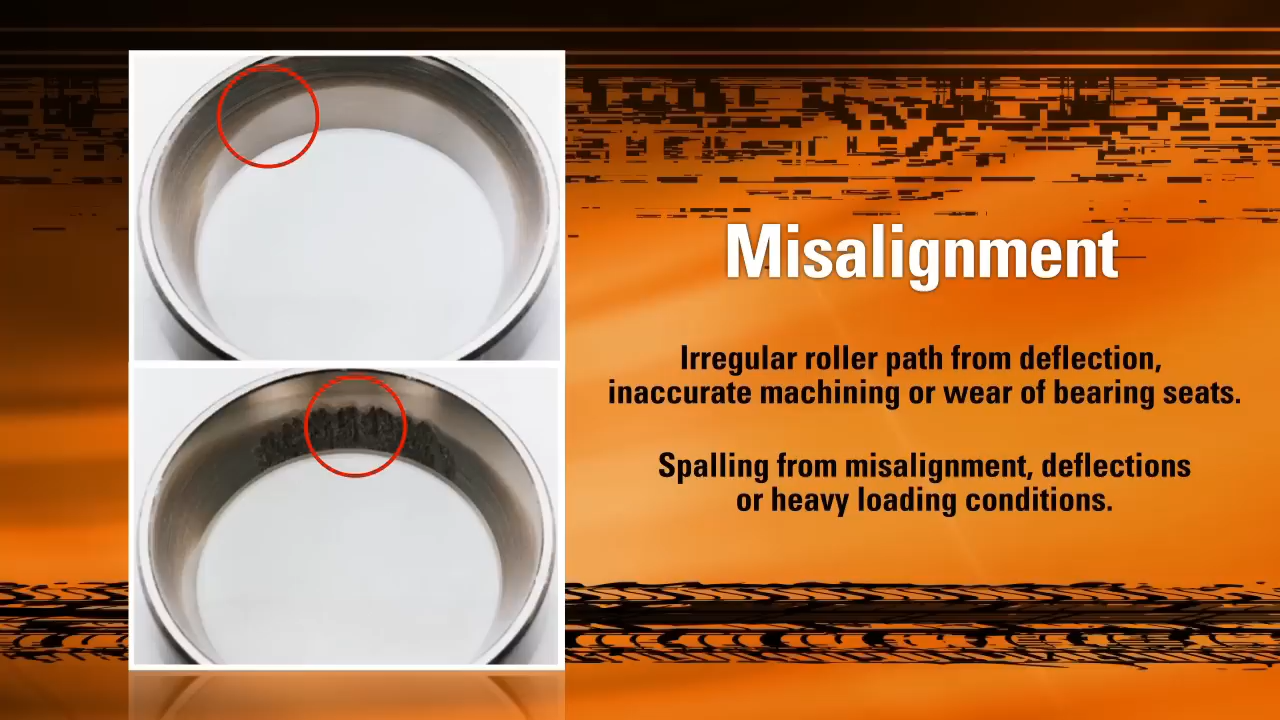 Misalignment
Irregular roller path from deflection,
inaccurate machining or wear of bearing seats.
Spalling from misalignment, deflections
or heavy loading conditions.